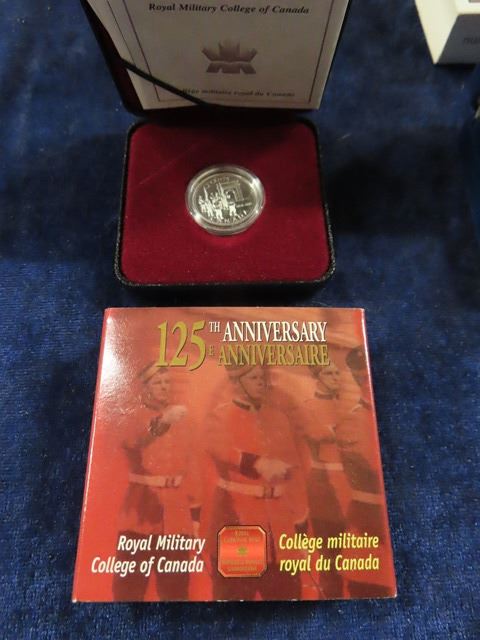 Royal Military College of Canada
Collège militaire royal du Canada
125TH ANNIVERSARY
E ANNIVERSAIRE
Royal Military
College of Canada
Collège militaire
royal du Canada